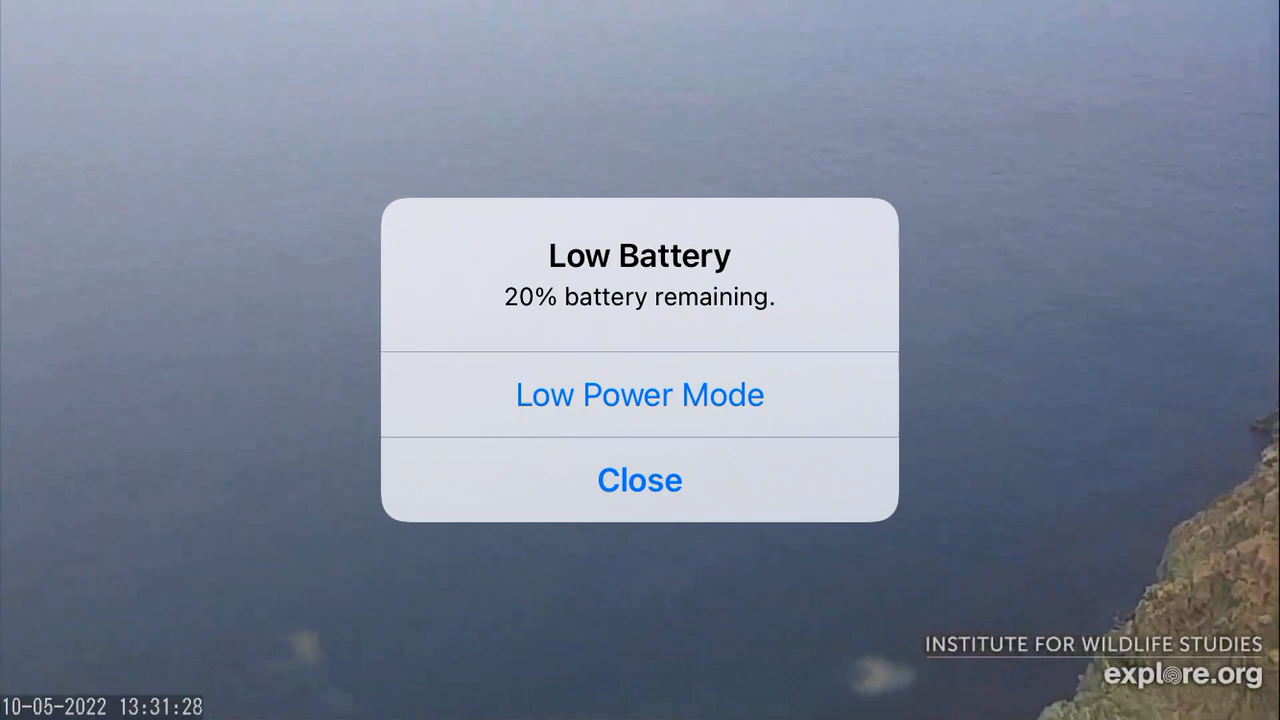 Low Battery
20% battery remaining.
Low Power Mode
Close
INSTITUTE FOR WILDLIFE STUDIES
explore.org
10-05-2022 13:31:28